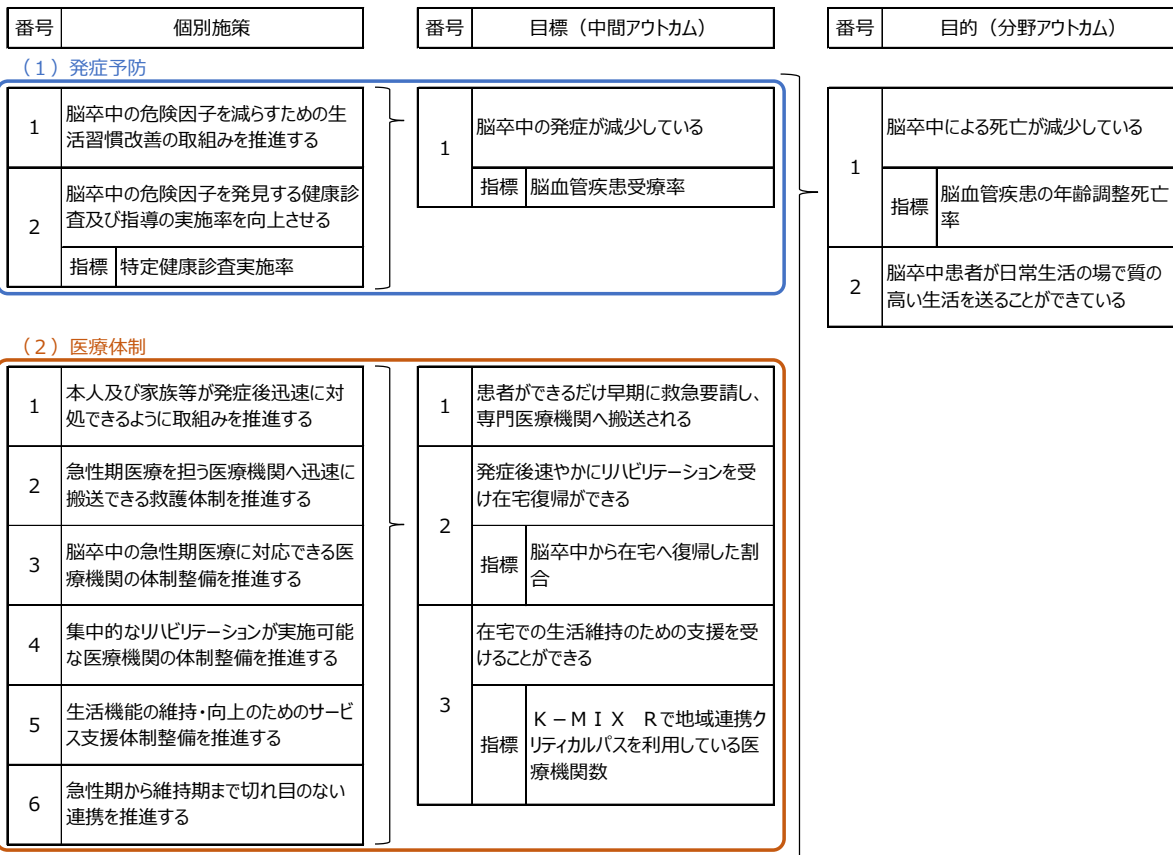 番号 個別施策 番号 目標（中間アウトカム） 番号 目的（分野アウトカム）
（１）発症予防
1 脳卒中の危険因子を減らすための生
活習慣改善の取組みを推進する
2 脳卒中の危険因子を発見する健康診
査及び指導の実施率を向上させる
指標 特定健康診査実施率
1 脳卒中の発症が減少している
指標 脳血管疾患受療率
1 脳卒中による死亡が減少している
指標 脳血管疾患の年齢調整死亡
率
2 脳卒中患者が日常生活の場で質の
高い生活を送ることができている
（２）医療体制
1 本人及び家族等が発症後迅速に対
処できるように取組みを推進する
2 急性期医療を担う医療機関へ迅速に
搬送できる救護体制を推進する
3 脳卒中の急性期医療に対応できる医
療機関の体制整備を推進する
4 集中的なリハビリテーションが実施可能
な医療機関の体制整備を推進する
5 生活機能の維持・向上のためのサービ
ス支援体制整備を推進する
6 急性期から維持期まで切れ目のない
連携を推進する
1 患者ができるだけ早期に救急要請し、
専門医療機関へ搬送される
2 発症後速やかにリハビリテーションを受
け在宅復帰ができる
指標 脳卒中から在宅へ復帰した割
合
3 在宅での生活維持のための支援を受
けることができる
指標 Ｋ－ＭＩＸ　Ｒで地域連携ク
リティカルパスを利用している医
療機関数